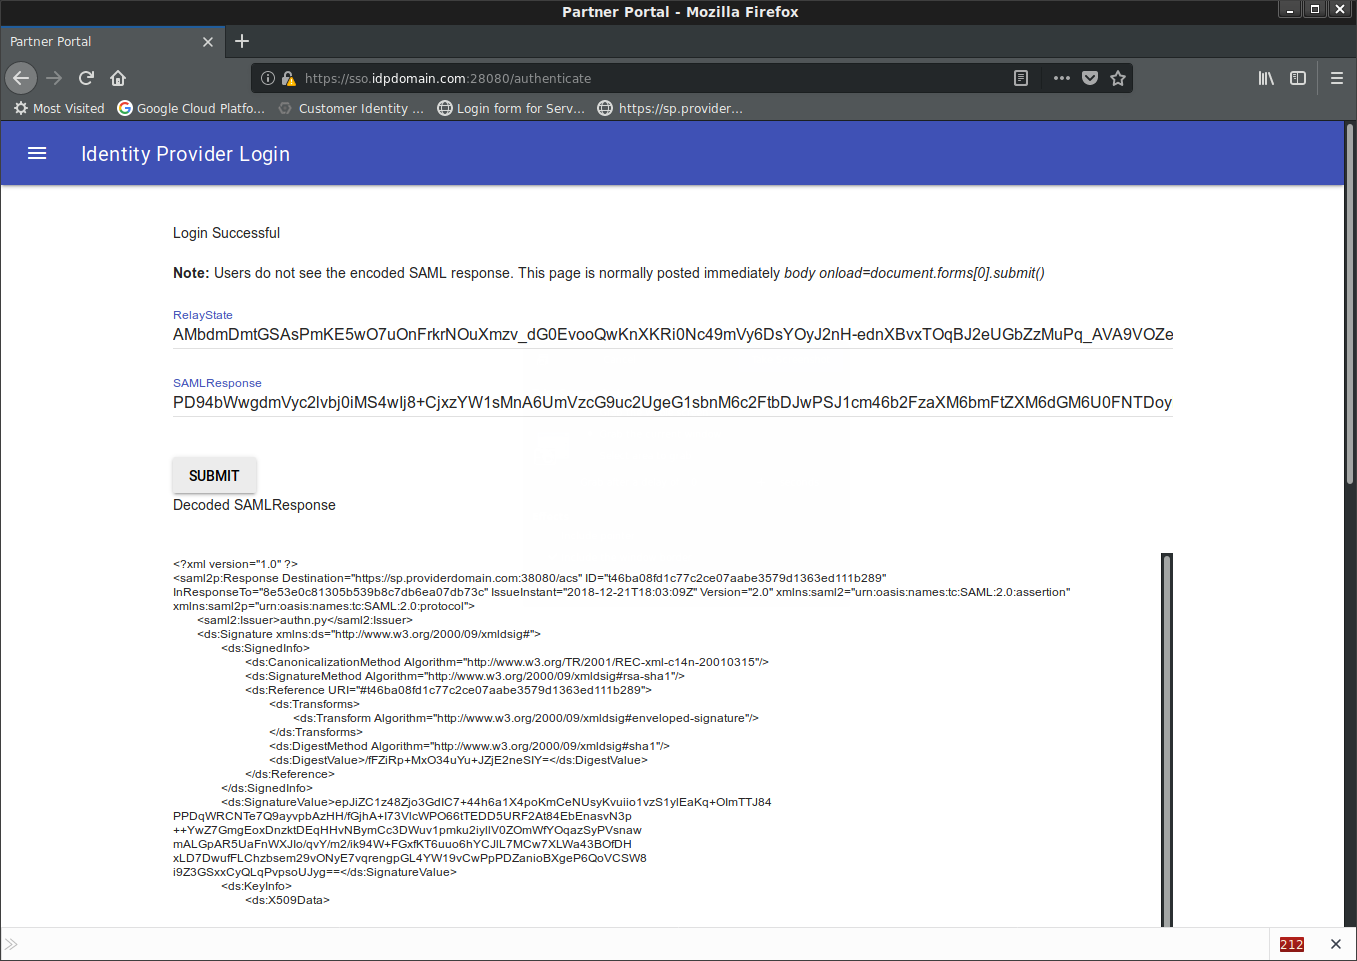 Partner Portal - Mozilla Firefox
Partner Portal
https://sso.idpdomain.com:28080/authenticate
Most Visited
Google Cloud Platfo...
Customer Identity ...
Login form for Serv...
https://sp.provider...
Identity Provider Login
Login Successful
Note: Users do not see the encoded SAML response. This page is normally posted immediately body onload=document.forms[0].submit()
RelayState
AMbdmDmtGSAsPmKE5wO7uOnFrkrNOuXmzv_dG0EvooQwKnXKRi0Nc49mVy6DsYOyJ2nH-ednXBvxTOqBJ2eUGbZzMuPq_AVA9VOZe
SAMLResponse
PD94bWwgdmVyc2lvbj0iMS4wIj8+CjxzYW1sMnA6UmVzcG9uc2UgeG1sbnM6c2FtbDJwPSJ1cm46b2FzaXM6bmFtZXM6dGM6U0FNTDoy
SUBMIT
Decoded SAMLResponse
<?xml version="1.0" ?>
<saml2p:Response Destination="https://sp.providerdomain.com:38080/acs" ID="t46ba08fd1c77c2ce07aabe3579d1363ed111b289"
InResponseTo="8e53e0c81305b539b8c7db6ea07db73c" IssueInstant="2018-12-21T18:03:09Z" Version="2.0" xmlns:saml2="urn:oasis:names:tc:SAML:2.0:assertion"
xmlns:saml2p="urn:oasis:names:tc:SAML:2.0:protocol">
<saml2:Issuer>authn.py</saml2:Issuer>
<ds:Signature xmlns:ds="http://www.w3.org/2000/09/xmldsig#">
<ds:SignedInfo>
<ds:CanonicalizationMethod Algorithm="http://www.w3.org/TR/2001/REC-xml-c14n-20010315"/>
<ds:SignatureMethod Algorithm="http://www.w3.org/2000/09/xmldsig#rsa-sha1"/>
<ds:Reference URI="#t46ba08fd1c77c2ce07aabe3579d1363ed111b289">
<ds:Transforms>
<ds:Transform Algorithm="http://www.w3.org/2000/09/xmldsig#enveloped-signature"/>
</ds:Transforms>
<ds:DigestMethod Algorithm="http://www.w3.org/2000/09/xmldsig#sha1"/>
<ds:DigestValue>/fFZiRp+MxO34uYu+JZjE2neSIY=</ds:DigestValue>
</ds:Reference>
</ds:SignedInfo>
<ds:SignatureValue>epJiZC1z48Zjo3GdIC7+44h6a1X4poKmCeNUsyKvuiio1vzS1yIEaKq+OlmTTJ84
PPDqWRCNTe7Q9ayvpbAzHH/fGjhA+I73VlcWPO66tTEDD5URF2At84EbEnasvN3p
++YwZ7GmgEoxDnzktDEqHHvNBymCc3DWuv1pmku2iyllV0ZOmWfYOqazSyPVsnaw
mALGpAR5UaFnWXJIo/qvY/m2/ik94W+FGxfKT6uuo6hYCJIL7MCw7XLWa43BOfDH
xLD7DwufFLChzbsem29vONyE7vqrengpGL4YW19vCwPpPDZanioBXgeP6QoVCSW8
i9Z3GSxxCyQLqPvpsoUJyg==</ds:SignatureValue>
<ds:KeyInfo>
<ds:X509Data>
212